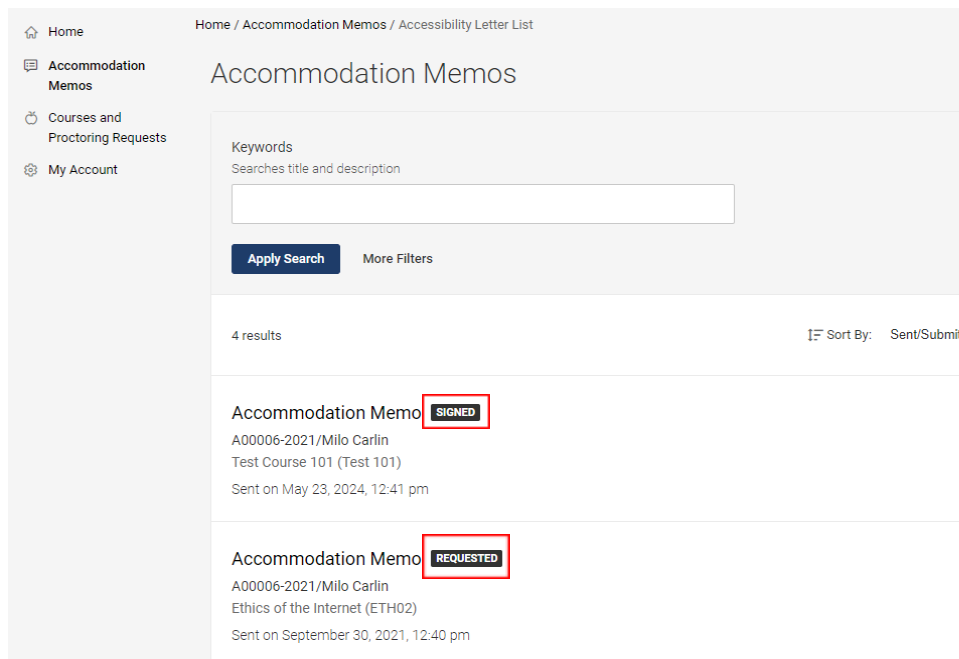 Home
Accommodation
Memos
Courses and
Proctoring Requests
My Account
Home / Accommodation Memos / Accessibility Letter List
Accommodation Memos
Keywords
Searches title and description
Apply Search More Filters
4 results Sort By: Sent/Submit
Accommodation Memo SIGNED
A00006-2021/Milo Carlin
Test Course 101 (Test 101)
Sent on May 23, 2024, 12:41 pm
Accommodation Memo REQUESTED
A00006-2021/Milo Carlin
Ethics of the Internet (ETH02)
Sent on September 30, 2021, 12:40 pm